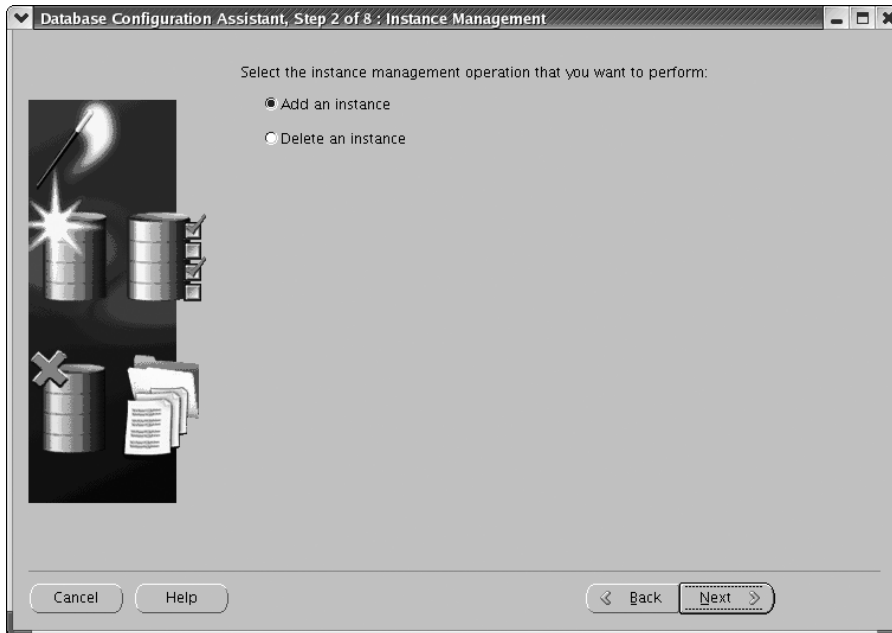 Database Configuration Assistant, Step 2 of 8 : Instance Management
Select the instance management operation that you want to perform:
Add an instance
Delete an instance
Cancel
Help
Back
Next